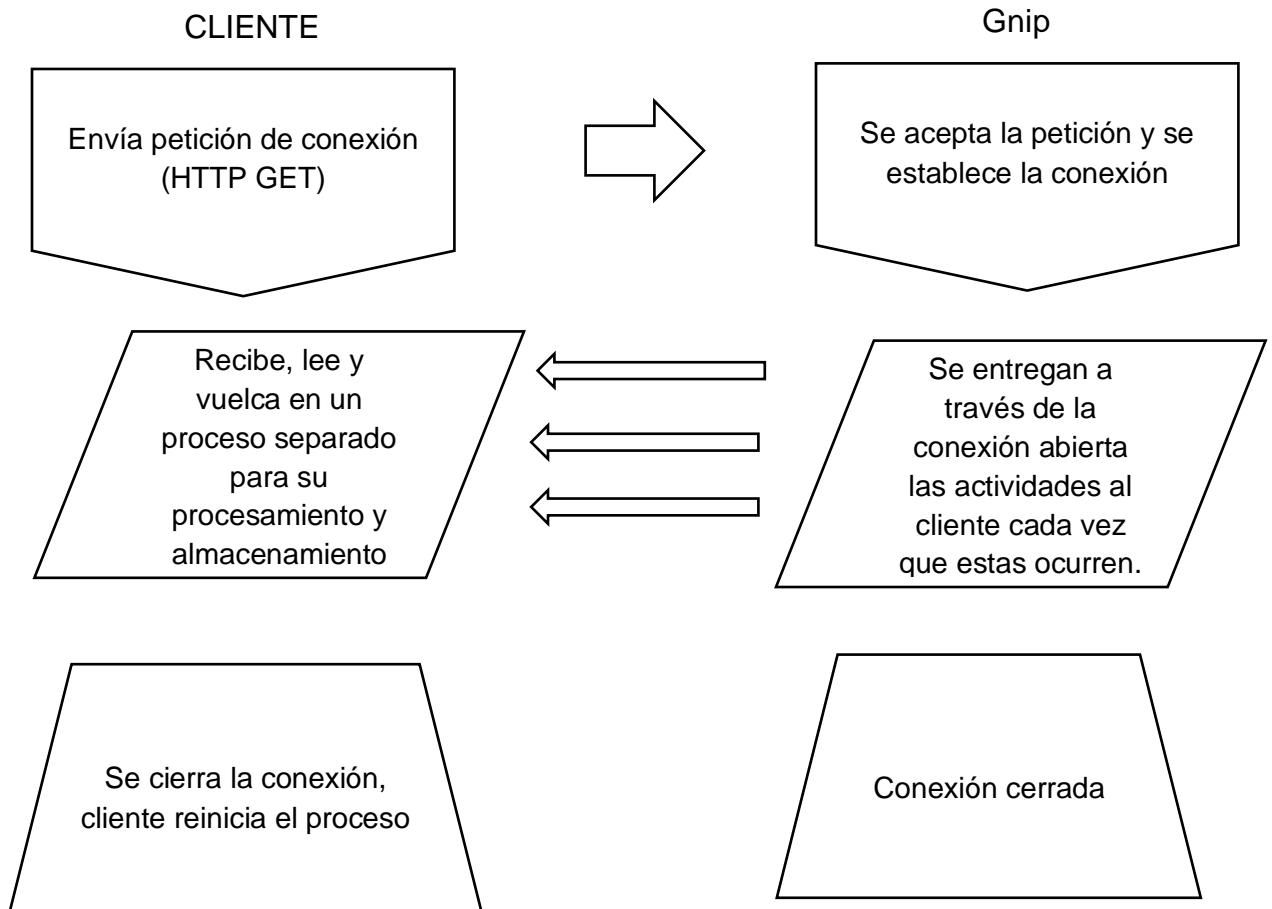 CLIENTE
Gnip
Envía petición de conexión
(HTTP GET)
Se acepta la petición y se
establece la conexión
Recibe, lee y
vuelca en un
proceso separado
para su
procesamiento y
almacenamiento
Se entregan a
través de la
conexión abierta
las actividades al
cliente cada vez
que estas ocurren.
Se cierra la conexión,
cliente reinicia el proceso
Conexión cerrada